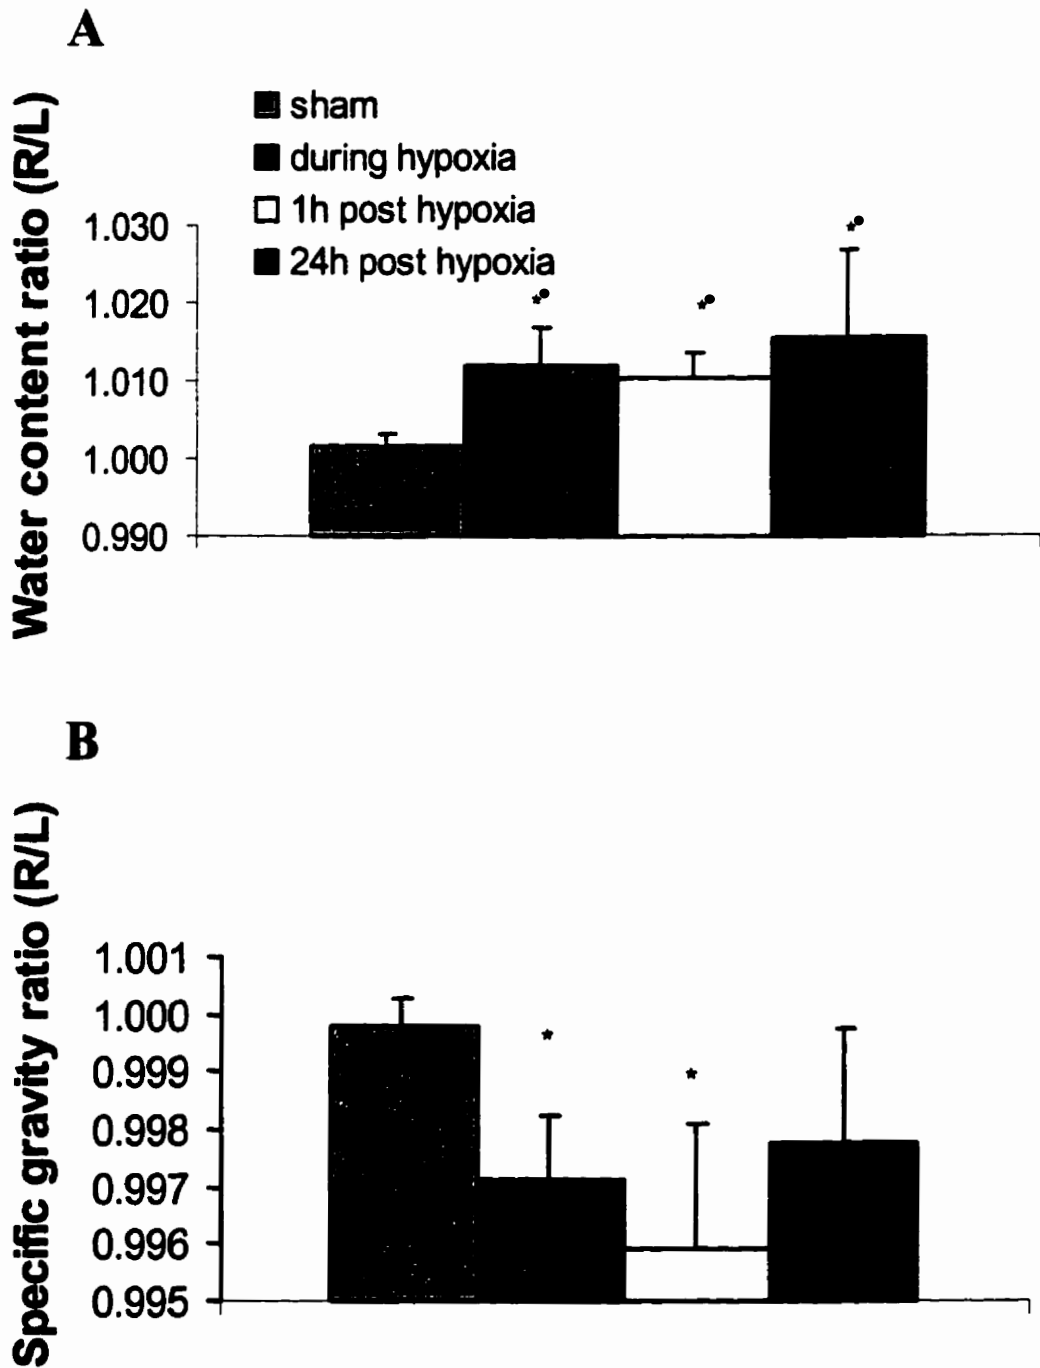 A
Water content ratio (R/L)
sham
during hypoxia
1h post hypoxia
24h post hypoxia
1.030
1.020
1.010
1.000
0.990
*•
*•
*•
B
Specific gravity ratio (R/L)
1.001
1.000
0.999
0.998
0.997
0.996
0.995
*
*